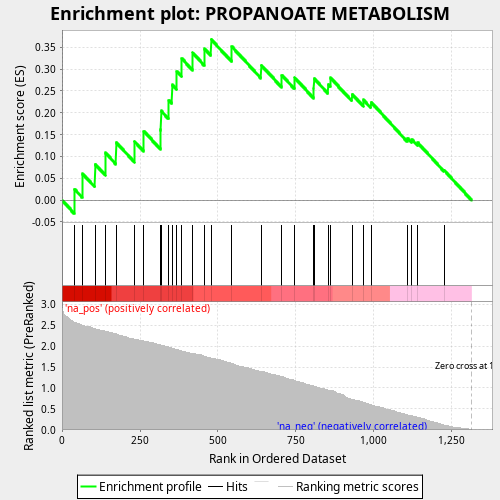 Enrichment plot: PROPANOATE METABOLISM
Enrichment score (ES)
0.35
0.30
0.25
0.20
0.15
0.10
0.05
0.00
-0.05
'na_pos' (positively correlated)
Ranked list metric (PreRanked)
3.0
2.5
2.0
1.5
1.0
0.5
0.0
Zero cross at 1
'na_neg' (negatively correlated)
0
250
500
750
1,000
1,250
Rank in Ordered Dataset
Enrichment profile
Hits
Ranking metric scores